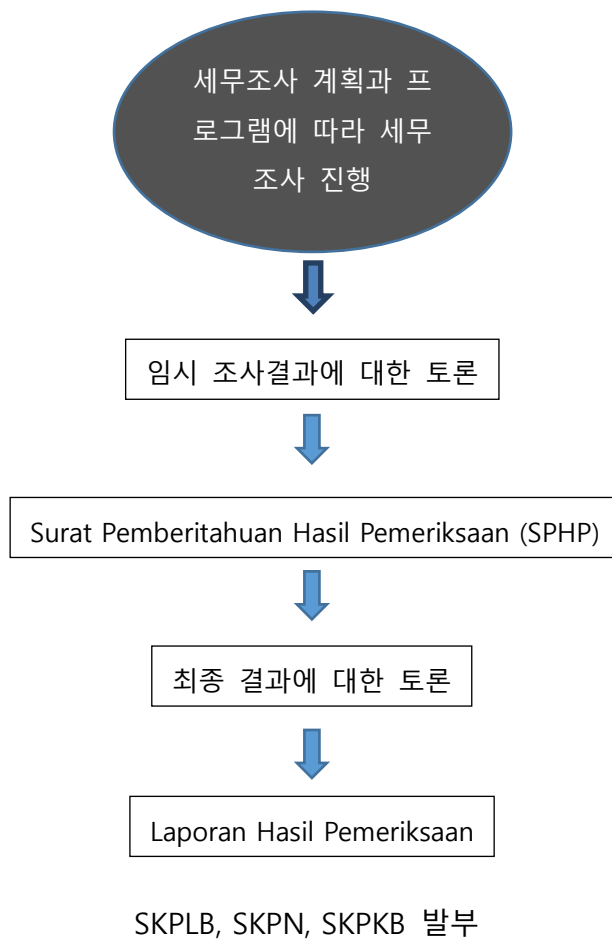 세무조사 계획과 프
로그램에 따라 세무
조사 진행
임시 조사결과에 대한 토론
Surat Pemberitahuan Hasil Pemeriksaan (SPHP)
최종 결과에 대한 토론
Laporan Hasil Pemeriksaan
SKPLB, SKPN, SKPKB 발부